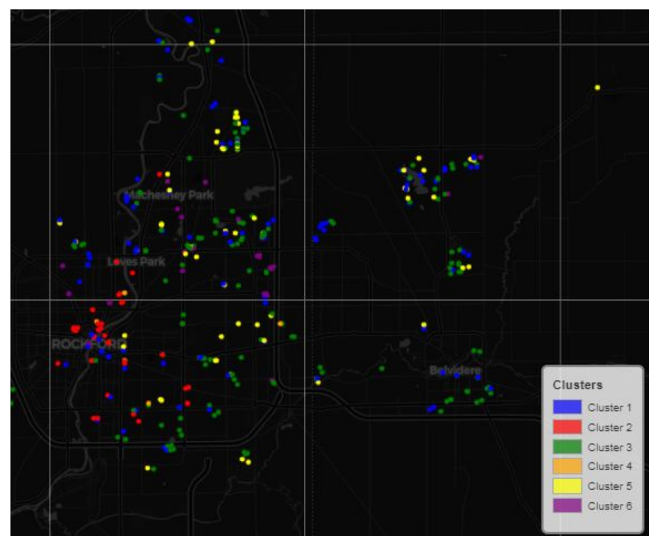 Machesney Park
Loves Park
ROCKFORD
Belvidere
Clusters
Cluster 1
Cluster 2
Cluster 3
Cluster 4
Cluster 5
Cluster 6